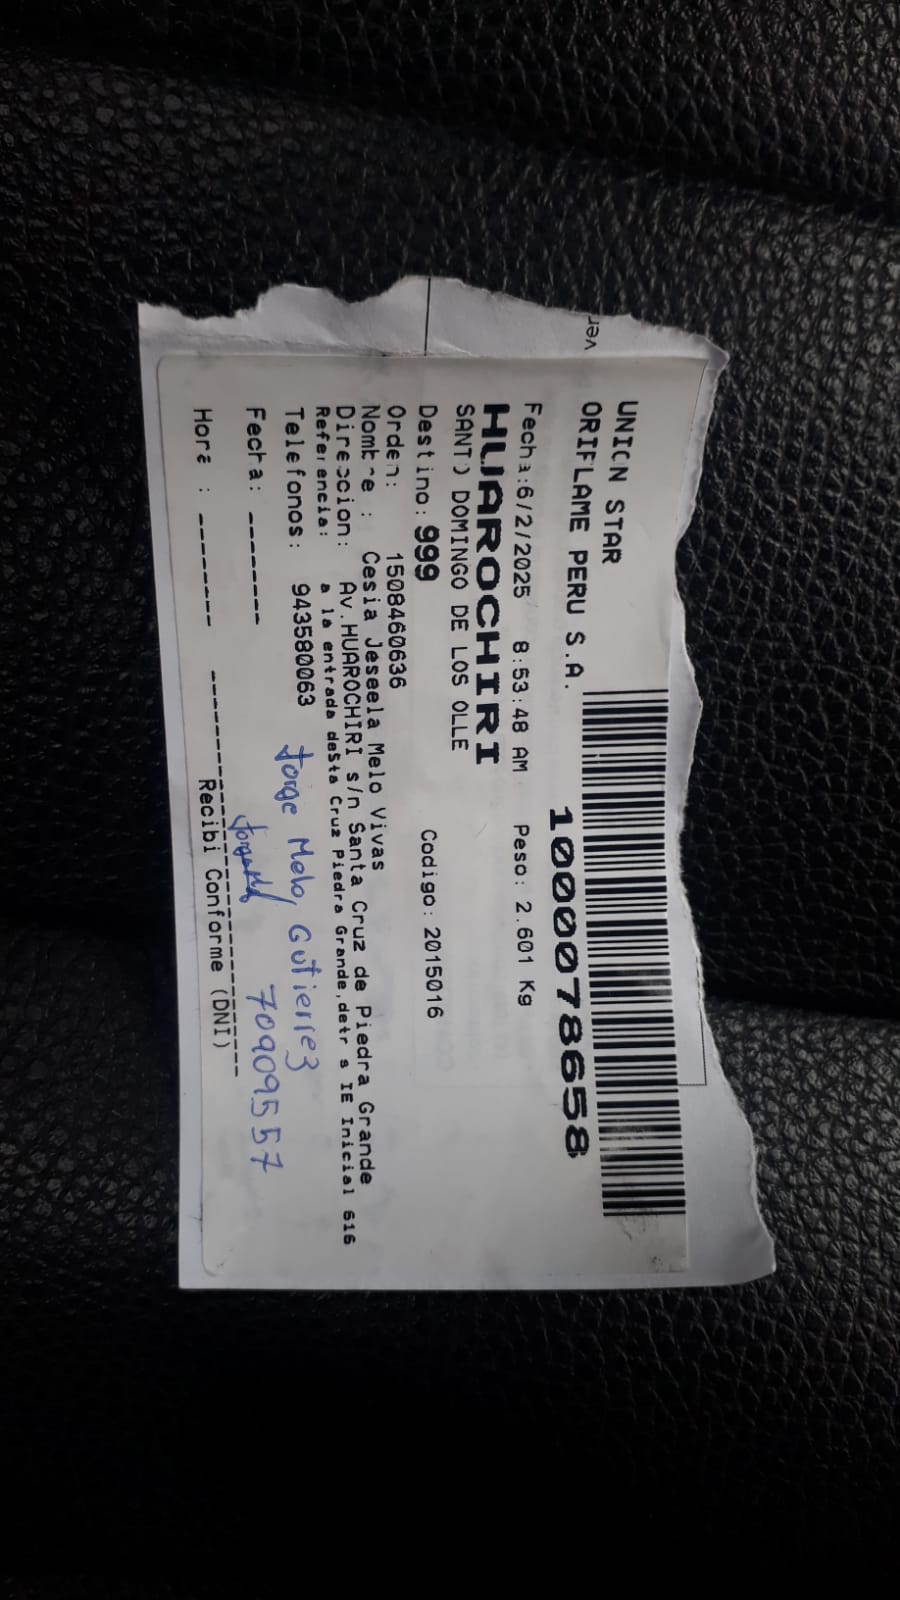 ver
UNION STAR
ORIFLAME PERU S.A.
1000078658
Fecha:6/2/2025 8:53:48 AM Peso: 2.601 Kg
HUAROCHIRI
SANTO DOMINGO DE LOS OLLE
Destino: 999 Codigo: 2015016
Orden: 1508460636
Nombre : Cesia Jeseela Melo Vivas
Direccion: Av.HUAROCHIRI s/n Santa Cruz de Piedra Grande
Referencia: a la entrada deSta Cruz Piedra Grande,detr s IE Inicial 616
Telefonos: 943580063
Jorge Melo Gutierrez
Fecha: -------
70909557
Hora : --------
Recibi Conforme (DNI)